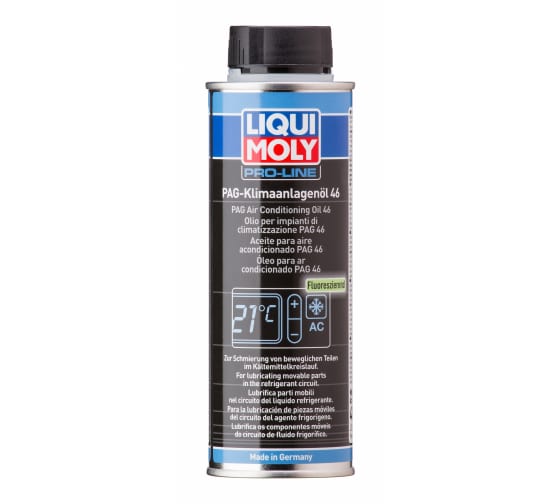 LIQUI
MOLY
PRO-LINE
PAG-Klimaanlagenöl 46
PAG Air Conditioning Oil 46
Olio per impianti di
climatizzazione PAG 46
Aceite para aire
acondicionado PAG 46
Óleo para ar
condicionado PAG 46
Fluoreszierend
21°C
+
−
AC
Zur Schmierung von beweglichen Teilen
im Kältemittelkreislauf.
For lubricating movable parts
in the refrigerant circuit.
Lubrifica parti mobili
nel circuito del liquido refrigerante.
Para la lubricación de piezas móviles
del circuito del agente frigorígeno.
Lubrifica os componentes móveis
do circuito de fluido frigorífico.
Made in Germany